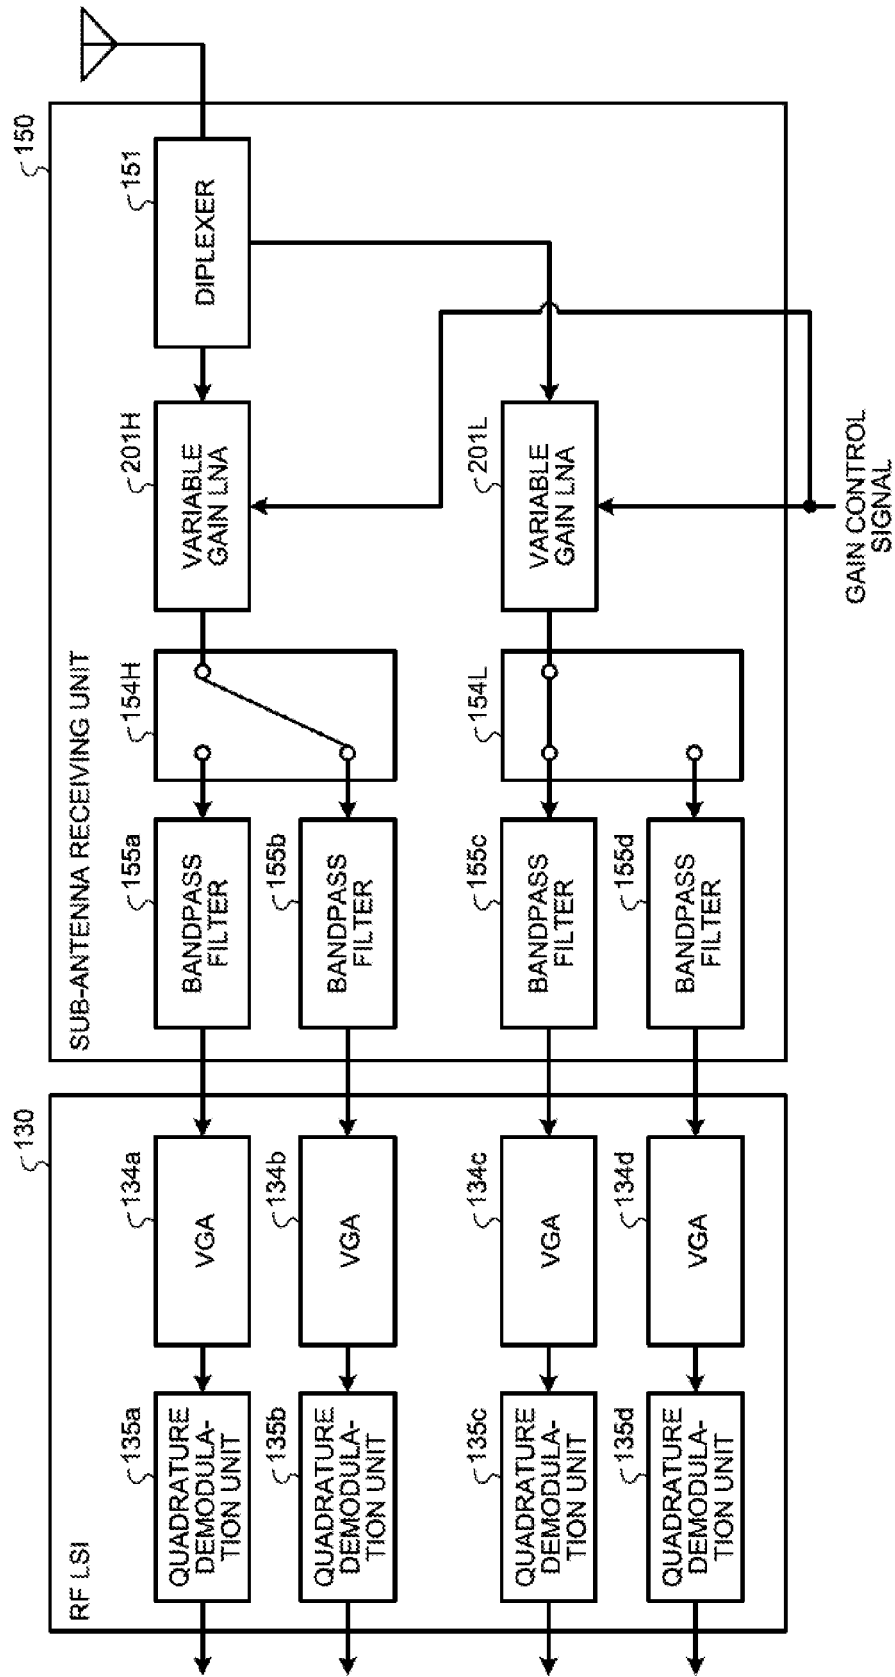 150
SUB-ANTENNA RECEIVING UNIT
151
DIPLEXER
201H
VARIABLE
GAIN LNA
201L
VARIABLE
GAIN LNA
GAIN CONTROL
SIGNAL
154H
154L
155a
BANDPASS
FILTER
155b
BANDPASS
FILTER
155c
BANDPASS
FILTER
155d
BANDPASS
FILTER
130
RF LSI
134a
VGA
134b
VGA
134c
VGA
134d
VGA
135a
QUADRATURE
DEMODULA-
TION UNIT
135b
QUADRATURE
DEMODULA-
TION UNIT
135c
QUADRATURE
DEMODULA-
TION UNIT
135d
QUADRATURE
DEMODULA-
TION UNIT